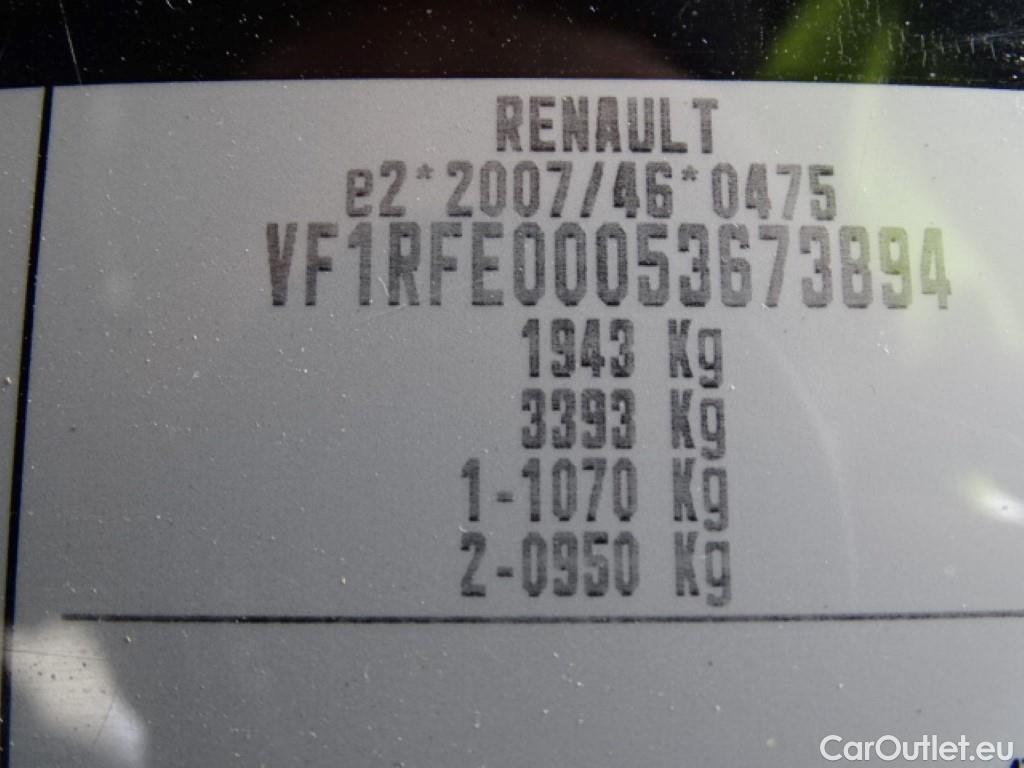 RENAULT
e2*2007/46*0475
VF1RFE00053673894
1943 Kg
3393 Kg
1-1070 Kg
2-0950 Kg
CarOutlet.eu